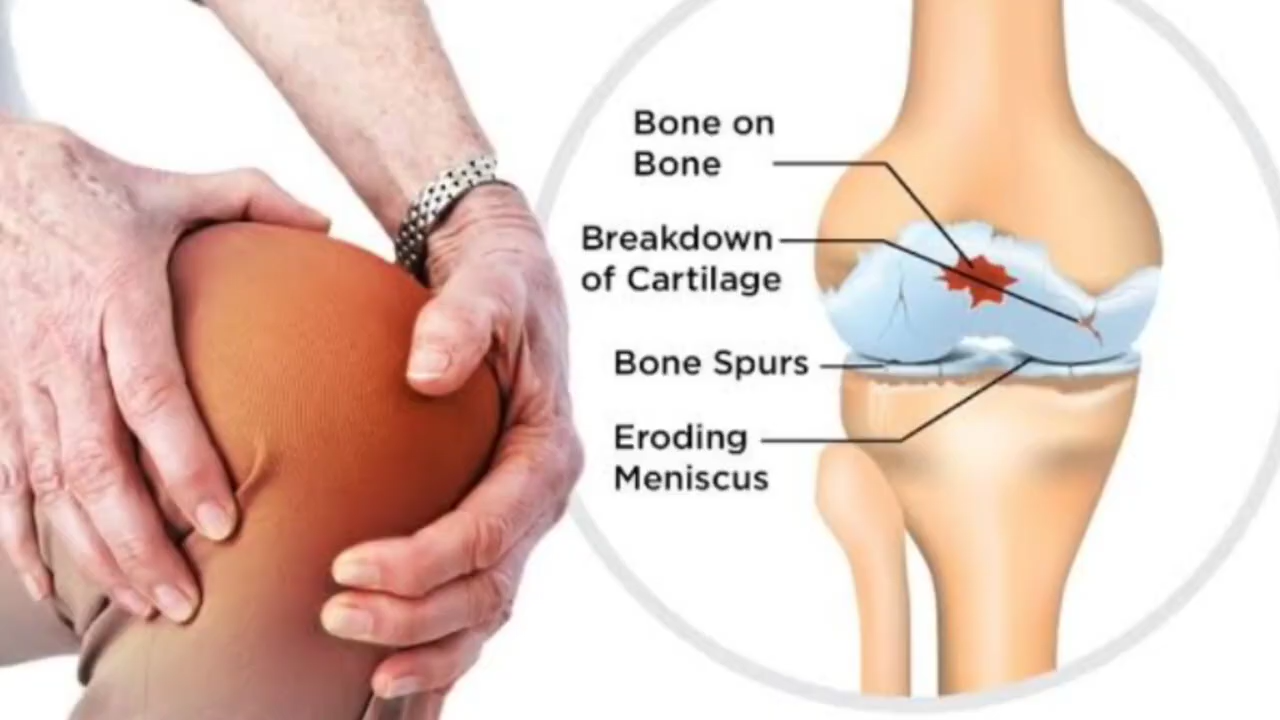 Bone on
Bone
Breakdown
of Cartilage
Bone Spurs
Eroding
Meniscus